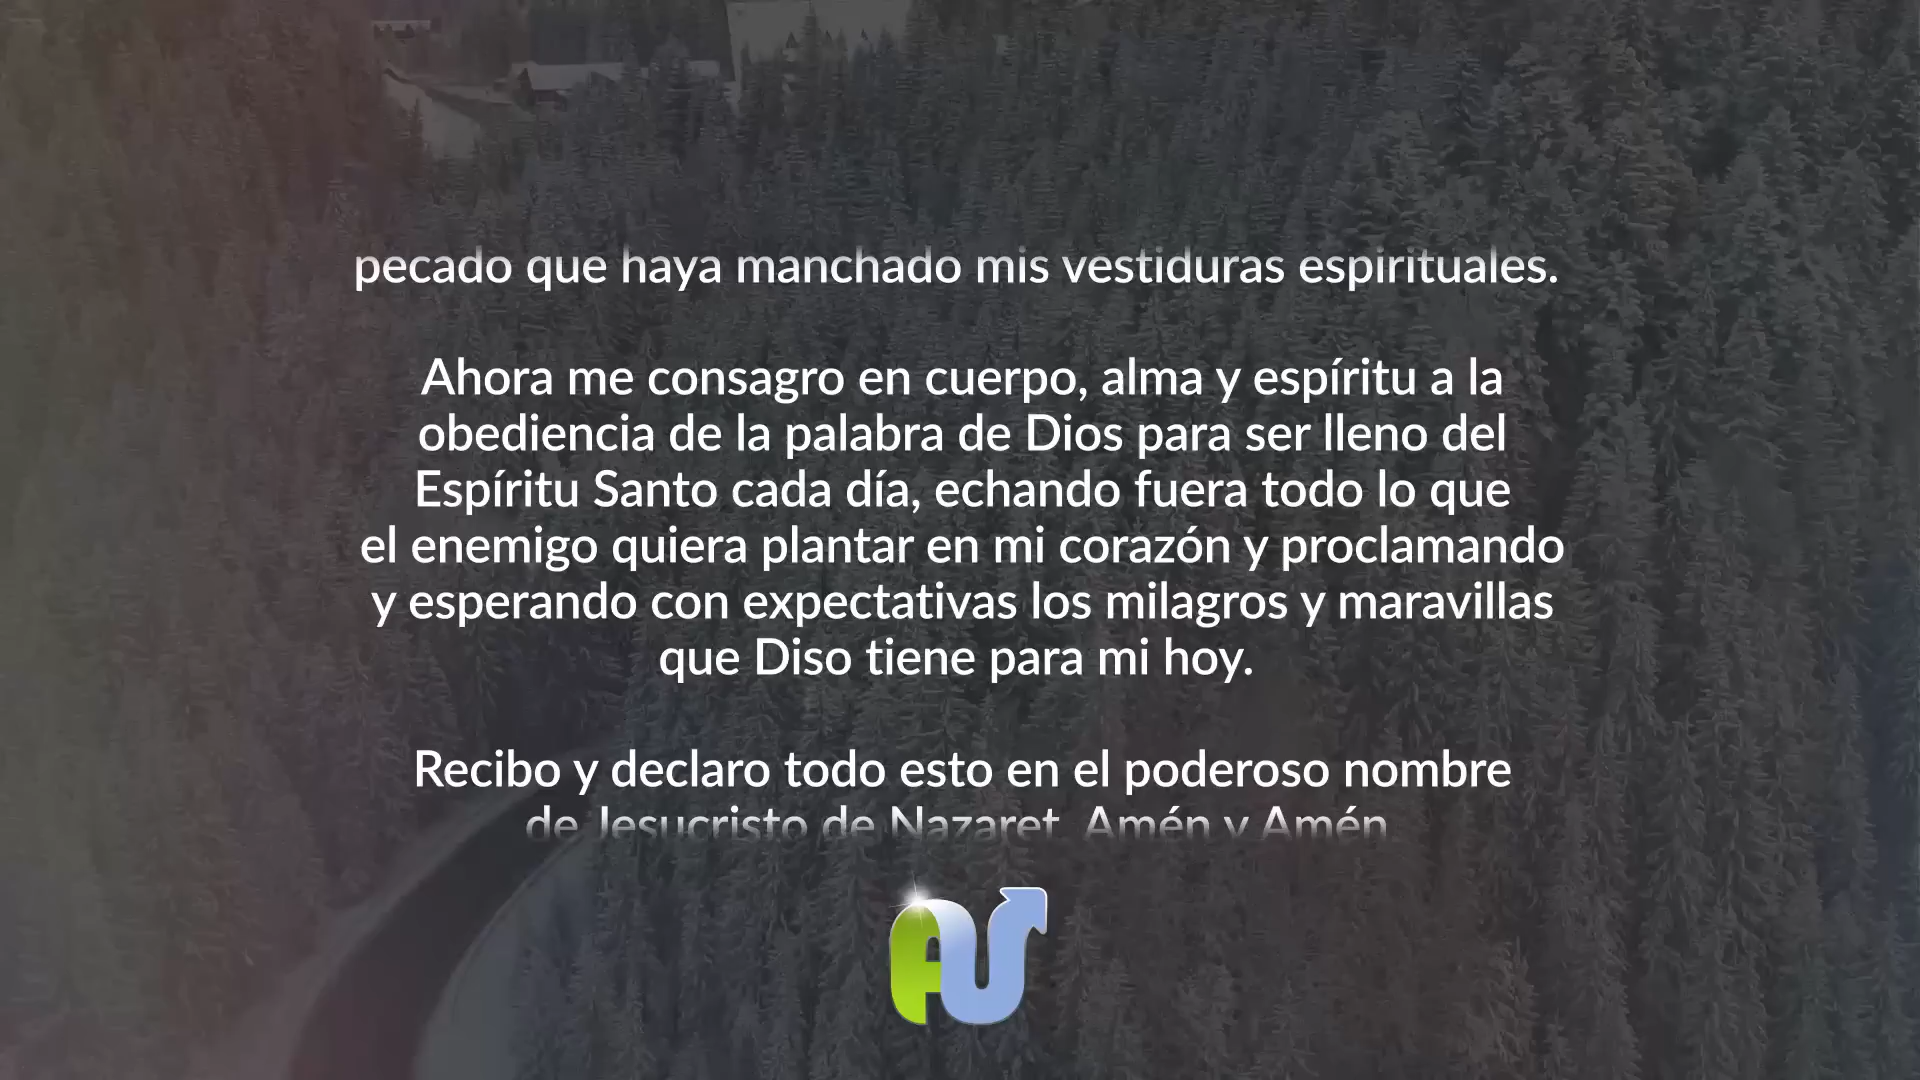 pecado que haya manchado mis vestiduras espirituales.
Ahora me consagro en cuerpo, alma y espíritu a la
obediencia de la palabra de Dios para ser lleno del
Espíritu Santo cada día, echando fuera todo lo que
el enemigo quiera plantar en mi corazón y proclamando
y esperando con expectativas los milagros y maravillas
que Diso tiene para mi hoy.
Recibo y declaro todo esto en el poderoso nombre
de Jesucristo de Nazaret. Amén y Amén